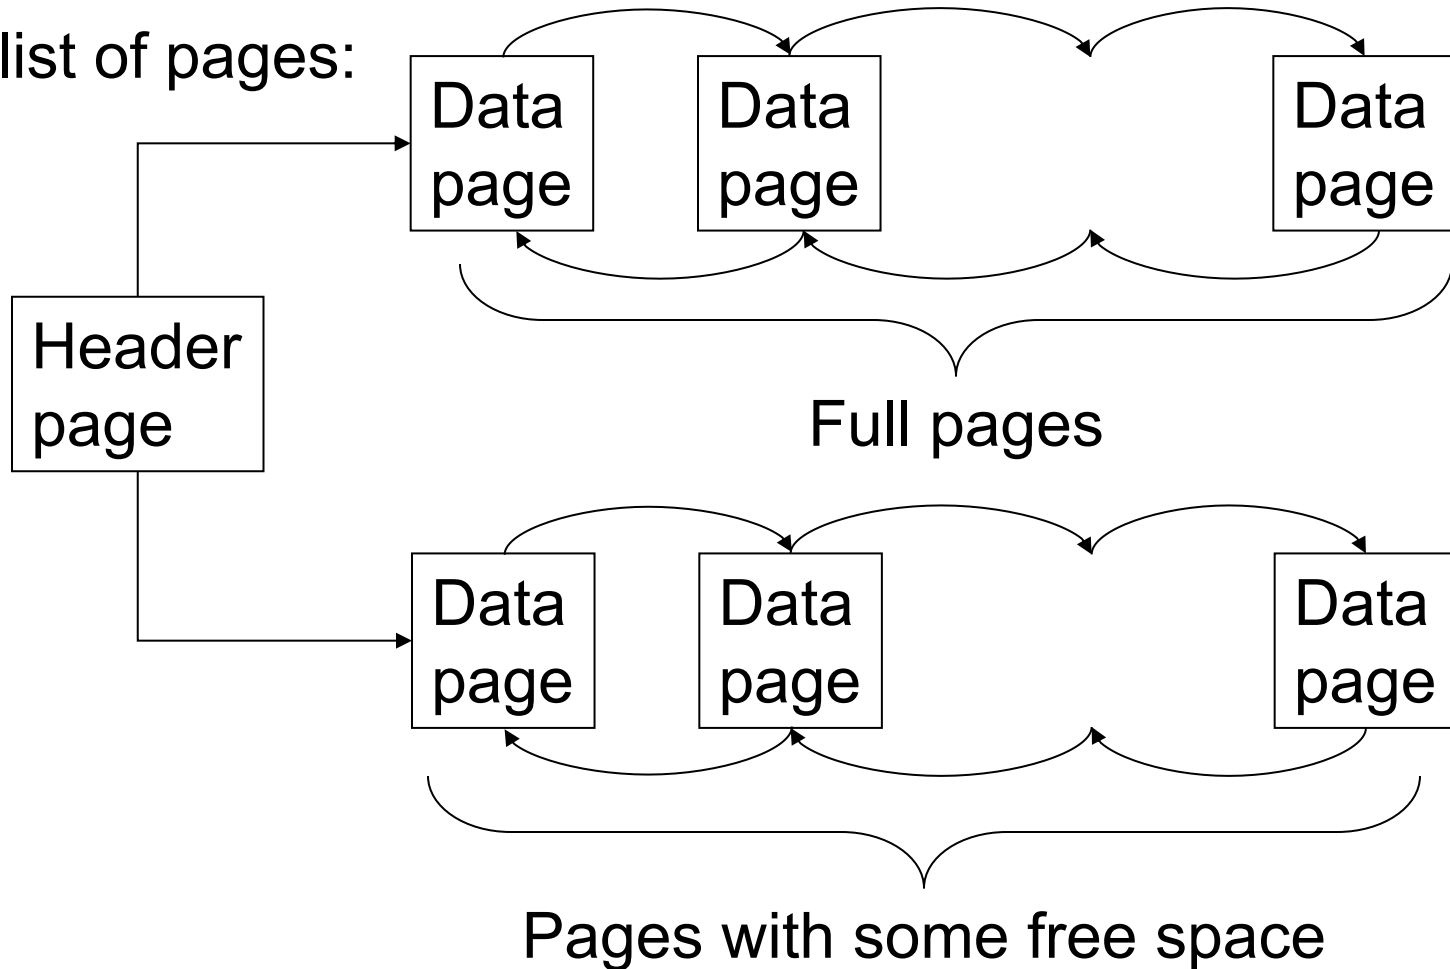 list of pages:
Data
page
Data
page
Data
page
Header
page
Full pages
Data
page
Data
page
Data
page
Pages with some free space